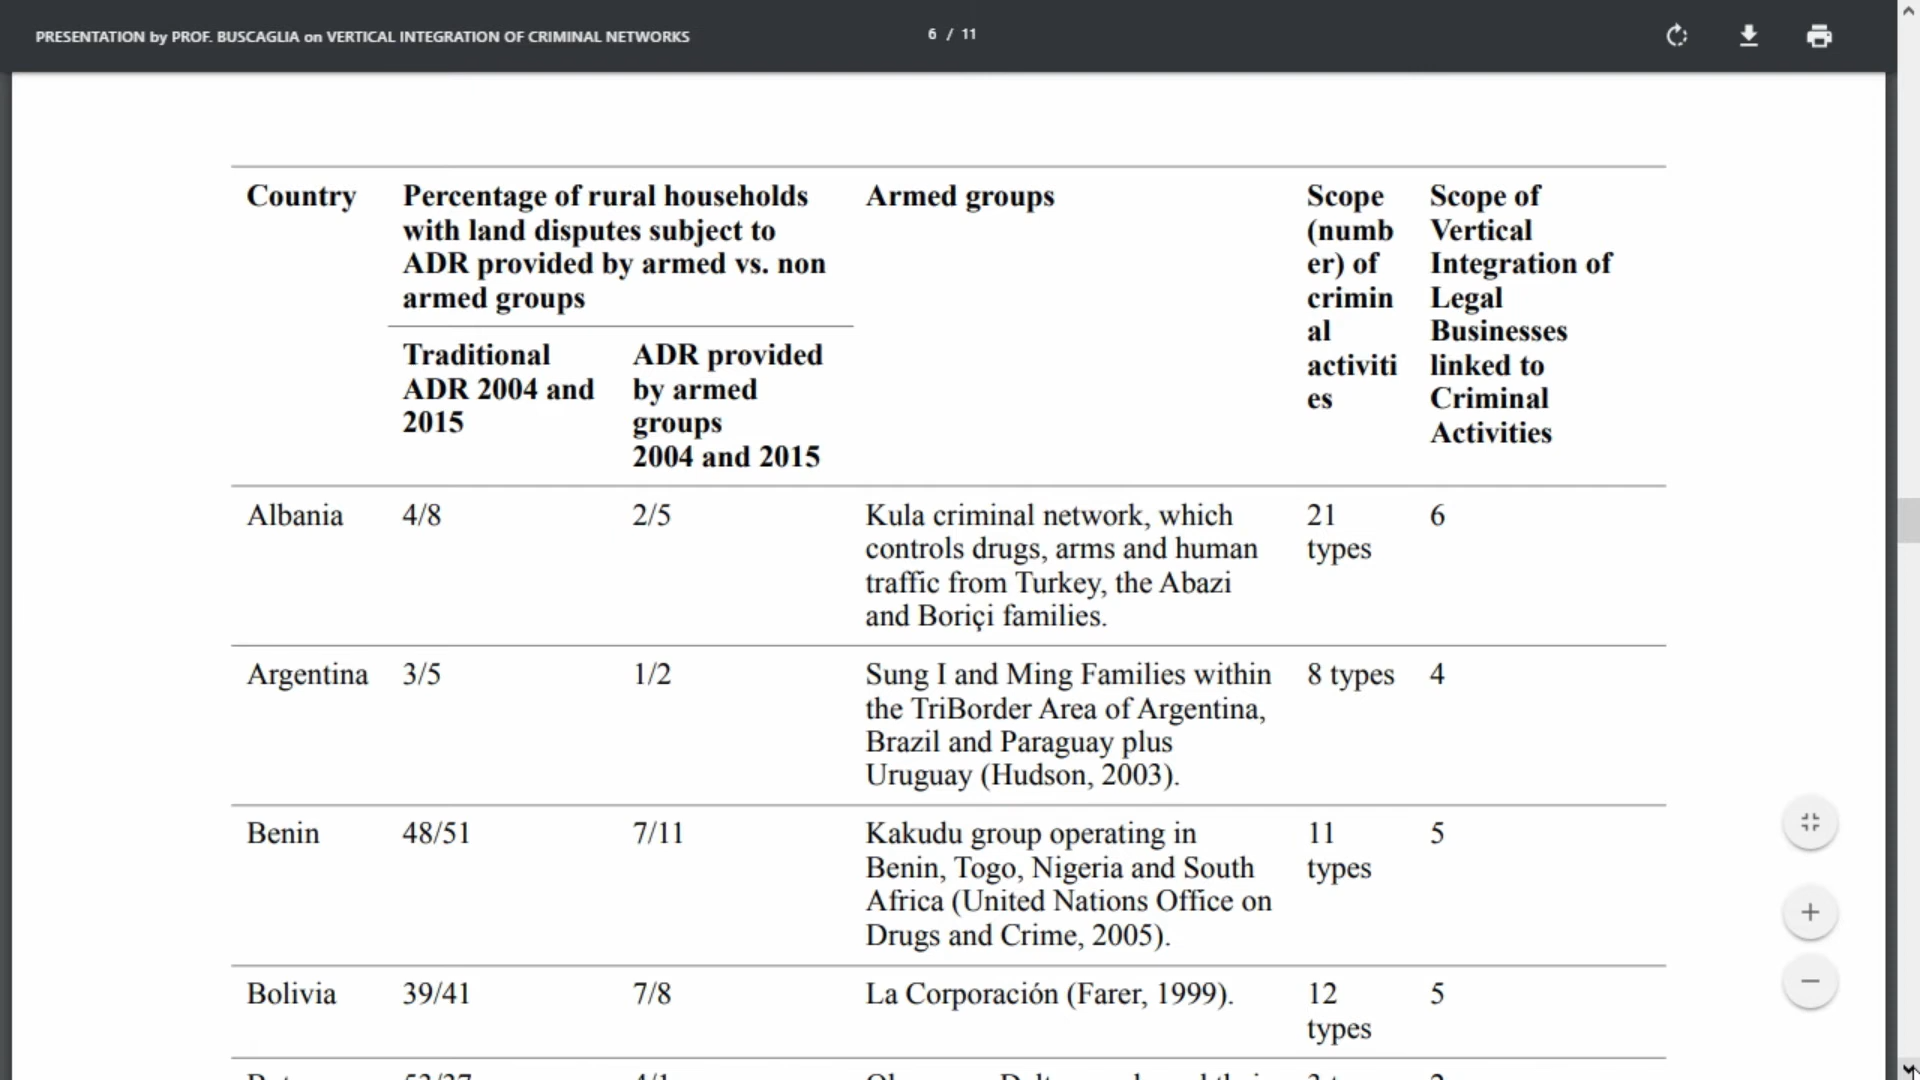 PRESENTATION by PROF. BUSCAGLIA on VERTICAL INTEGRATION OF CRIMINAL NETWORKS
6 / 11
Country
Percentage of rural households
with land disputes subject to
ADR provided by armed vs. non
armed groups
Armed groups
Scope
(numb
er) of
crimin
al
activiti
es
Scope of
Vertical
Integration of
Legal
Businesses
linked to
Criminal
Activities
Traditional
ADR 2004 and
2015
ADR provided
by armed
groups
2004 and 2015
Albania
4/8
2/5
Kula criminal network, which
controls drugs, arms and human
traffic from Turkey, the Abazi
and Boriçi families.
21
types
6
Argentina
3/5
1/2
Sung I and Ming Families within
the TriBorder Area of Argentina,
Brazil and Paraguay plus
Uruguay (Hudson, 2003).
8 types
4
Benin
48/51
7/11
Kakudu group operating in
Benin, Togo, Nigeria and South
Africa (United Nations Office on
Drugs and Crime, 2005).
11
types
5
Bolivia
39/41
7/8
La Corporación (Farer, 1999).
12
types
5